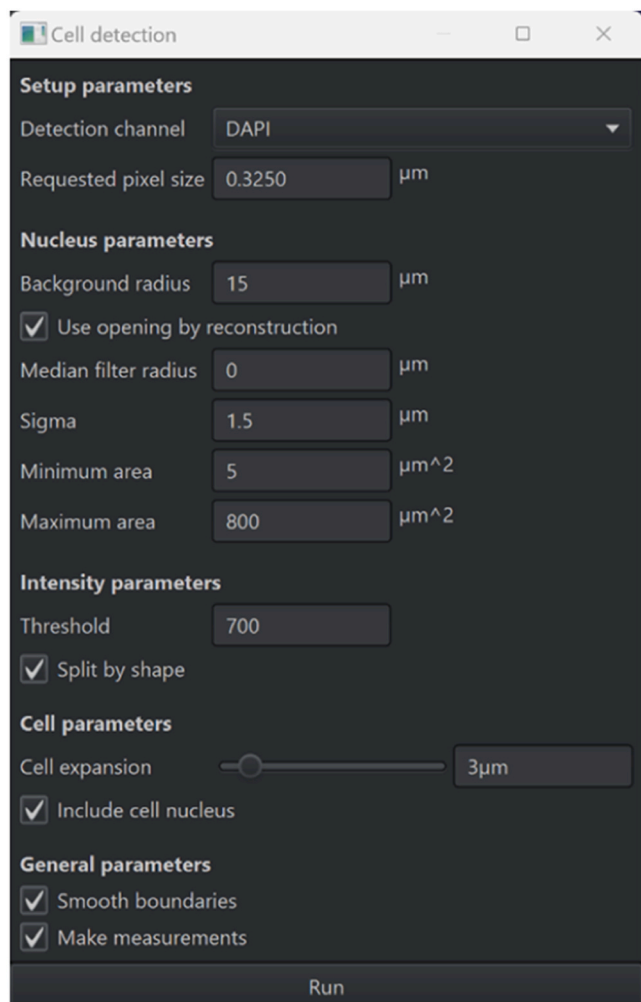 Cell detection
Setup parameters
Detection channel DAPI
Requested pixel size 0.3250 µm
Nucleus parameters
Background radius 15 µm
Use opening by reconstruction
Median filter radius 0 µm
Sigma 1.5 µm
Minimum area 5 µm^2
Maximum area 800 µm^2
Intensity parameters
Threshold 700
Split by shape
Cell parameters
Cell expansion 3µm
Include cell nucleus
General parameters
Smooth boundaries
Make measurements
Run